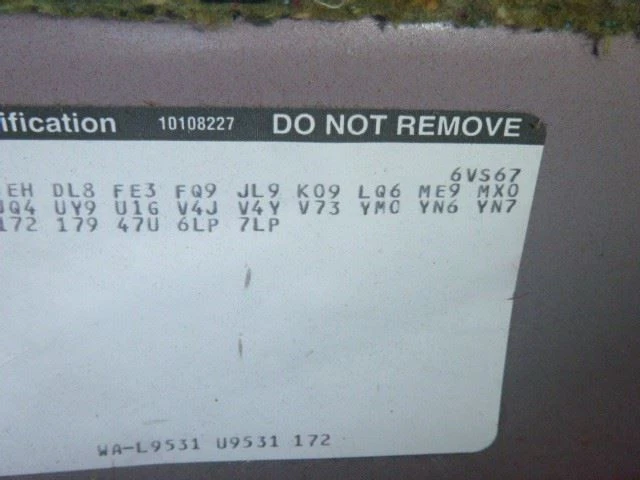 ification 10108227 DO NOT REMOVE
6VS67
EH DL8 FE3 FQ9 JL9 K09 LQ6 ME9 MX0
UY9 U1G V4J V4Y V73 YM0 YN6 YN7
172 179 47U 6LP 7LP
WA-L9531 U9531 172